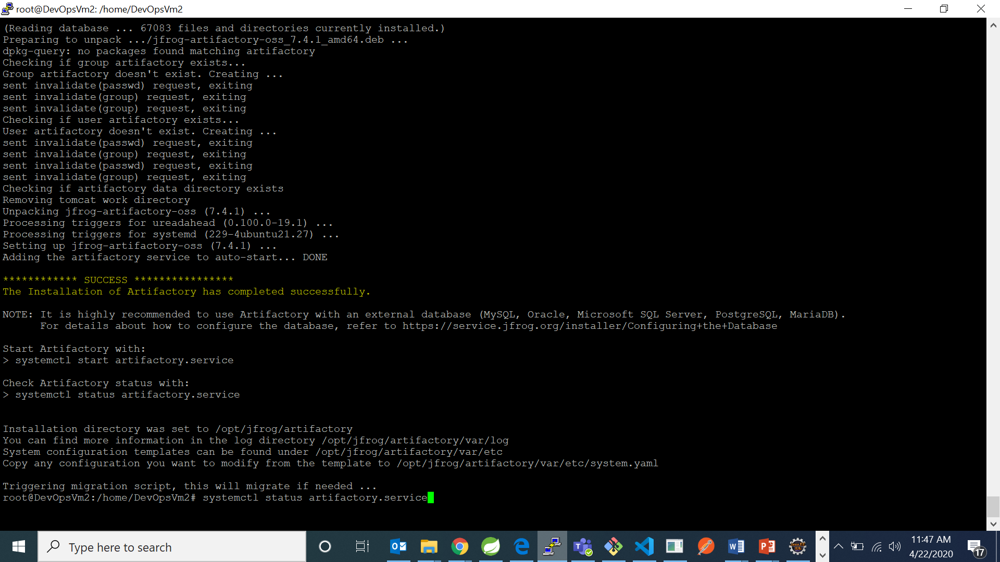 root@DevOpsVm2: /home/DevOpsVm2
(Reading database ... 67083 files and directories currently installed.)
Preparing to unpack .../jfrog-artifactory-oss_7.4.1_amd64.deb ...
dpkg-query: no packages found matching artifactory
Checking if group artifactory exists...
Group artifactory doesn't exist. Creating ...
sent invalidate(passwd) request, exiting
sent invalidate(group) request, exiting
sent invalidate(group) request, exiting
Checking if user artifactory exists...
User artifactory doesn't exist. Creating ...
sent invalidate(passwd) request, exiting
sent invalidate(group) request, exiting
sent invalidate(passwd) request, exiting
sent invalidate(group) request, exiting
Checking if artifactory data directory exists
Removing tomcat work directory
Unpacking jfrog-artifactory-oss (7.4.1) ...
Processing triggers for ureadahead (0.100.0-19.1) ...
Processing triggers for systemd (229-4ubuntu21.27) ...
Setting up jfrog-artifactory-oss (7.4.1) ...
Adding the artifactory service to auto-start... DONE
************ SUCCESS ****************
The Installation of Artifactory has completed successfully.
NOTE: It is highly recommended to use Artifactory with an external database (MySQL, Oracle, Microsoft SQL Server, PostgreSQL, MariaDB).
For details about how to configure the database, refer to https://service.jfrog.org/installer/Configuring+the+Database
Start Artifactory with:
> systemctl start artifactory.service
Check Artifactory status with:
> systemctl status artifactory.service
Installation directory was set to /opt/jfrog/artifactory
You can find more information in the log directory /opt/jfrog/artifactory/var/log
System configuration templates can be found under /opt/jfrog/artifactory/var/etc
Copy any configuration you want to modify from the template to /opt/jfrog/artifactory/var/etc/system.yaml
Triggering migration script, this will migrate if needed ...
root@DevOpsVm2:/home/DevOpsVm2# systemctl status artifactory.service
Type here to search
11:47 AM
4/22/2020
17